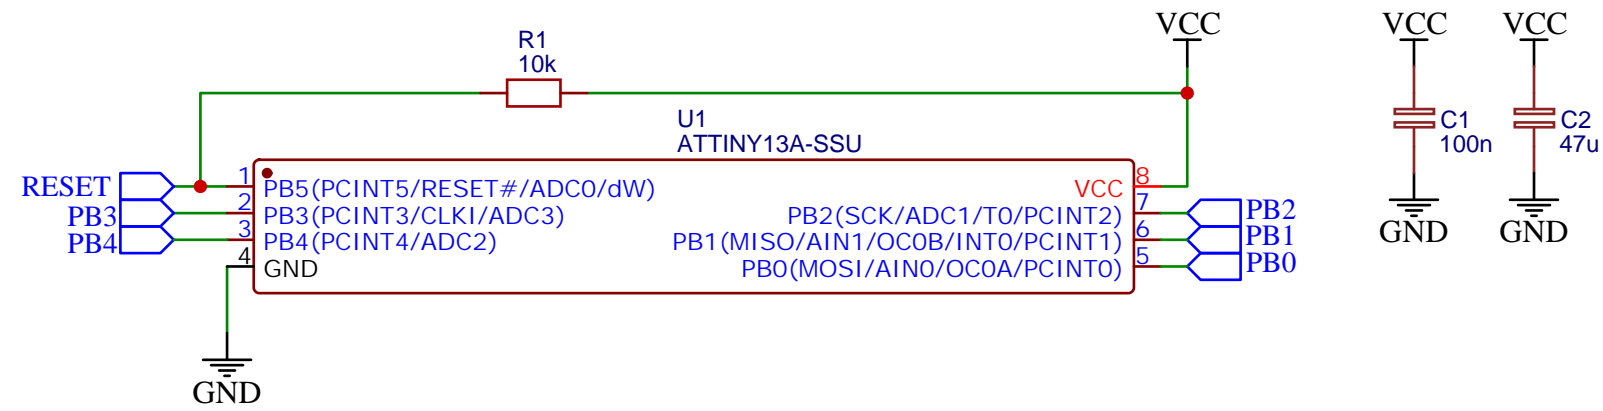 VCC
VCC
VCC
R1
10k
U1
ATTINY13A-SSU
C1
100n
C2
47u
RESET
1
PB5(PCINT5/RESET#/ADC0/dW)
VCC
8
PB3
2
PB3(PCINT3/CLKI/ADC3)
PB2(SCK/ADC1/T0/PCINT2)
7
PB2
PB4
3
PB4(PCINT4/ADC2)
PB1(MISO/AIN1/OC0B/INT0/PCINT1)
6
PB1
4
GND
PB0(MOSI/AIN0/OC0A/PCINT0)
5
PB0
GND
GND
GND